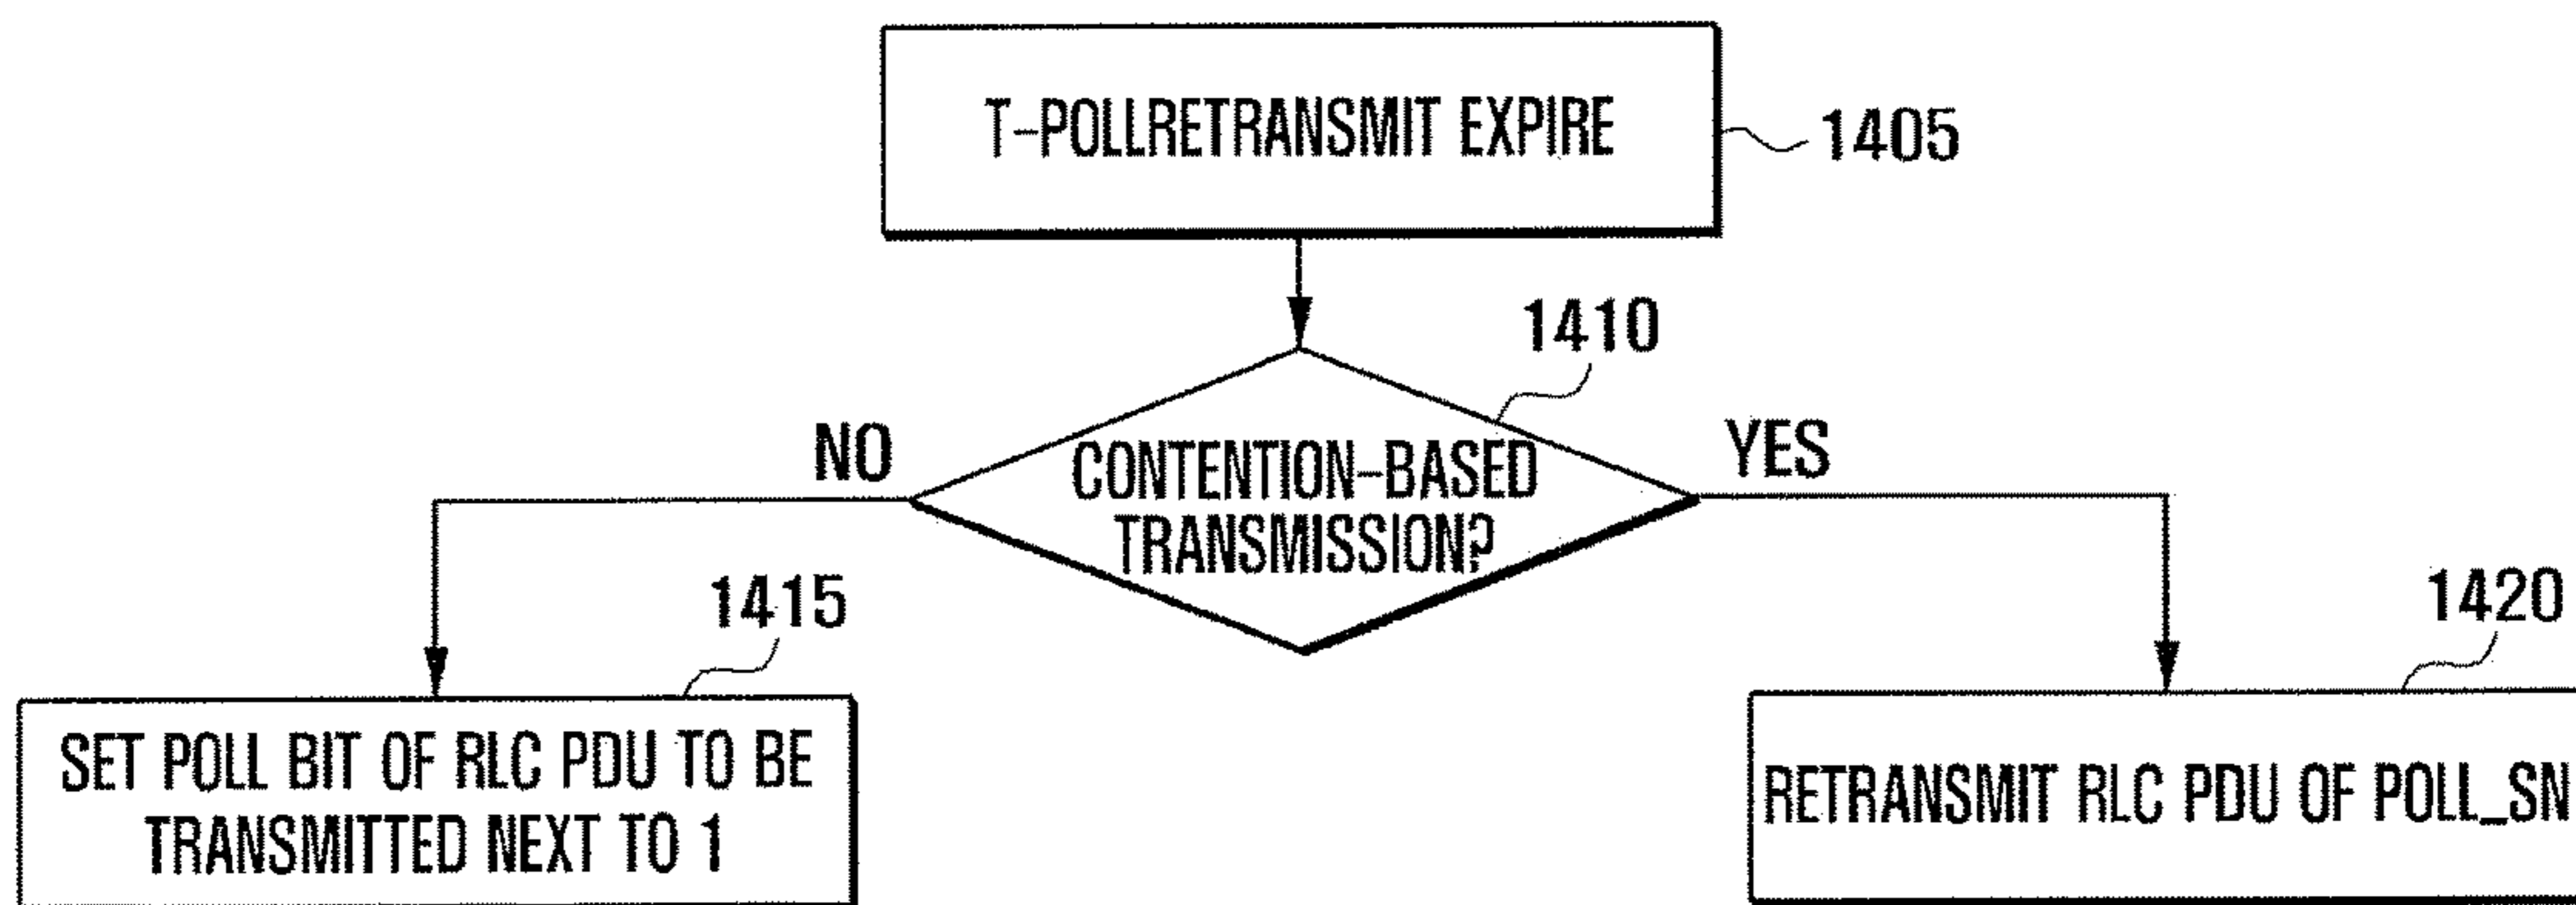 T-POLLRETRANSMIT EXPIRE
1405
1410
NO
CONTENTION-BASED
TRANSMISSION?
YES
1415
1420
SET POLL BIT OF RLC PDU TO BE
TRANSMITTED NEXT TO 1
RETRANSMIT RLC PDU OF POLL_SN